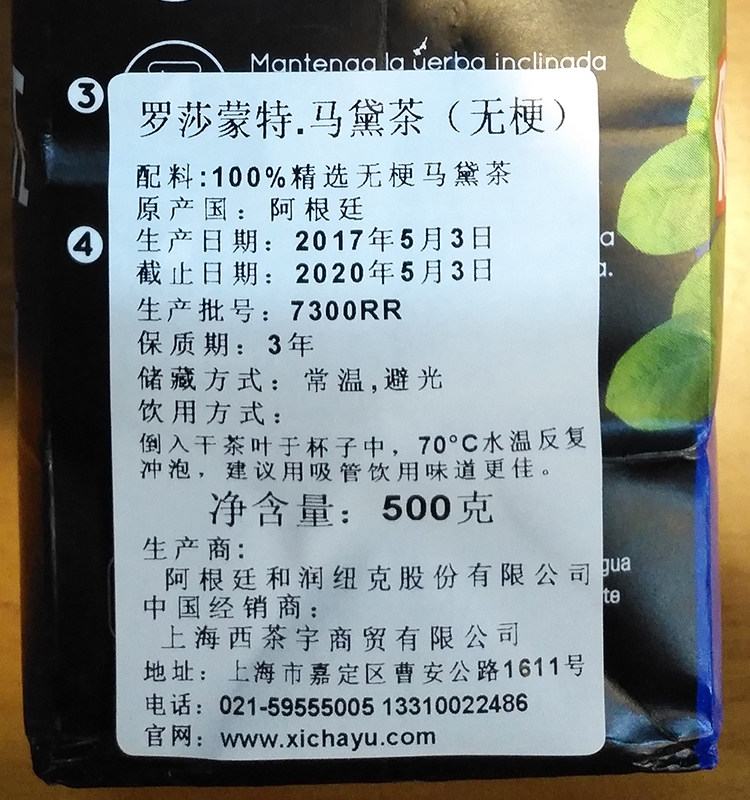 3
Mantenga la yerba inclinada
罗莎蒙特.马黛茶（无梗）
配料:100%精选无梗马黛茶
原产国：阿根廷
4
生产日期：2017年5月3日
a
截止日期：2020年5月3日
a.
生产批号：7300RR
保质期：3年
储藏方式：常温,避光
饮用方式：
倒入干茶叶于杯子中，70°C水温反复
冲泡，建议用吸管饮用味道更佳。
净含量：500克
生产商:
gua
阿根廷和润纽克股份有限公司
te
中国经销商：
上海西茶宇商贸有限公司
地址：上海市嘉定区曹安公路1611号
电话：021-59555005 13310022486
官网：www.xichayu.com